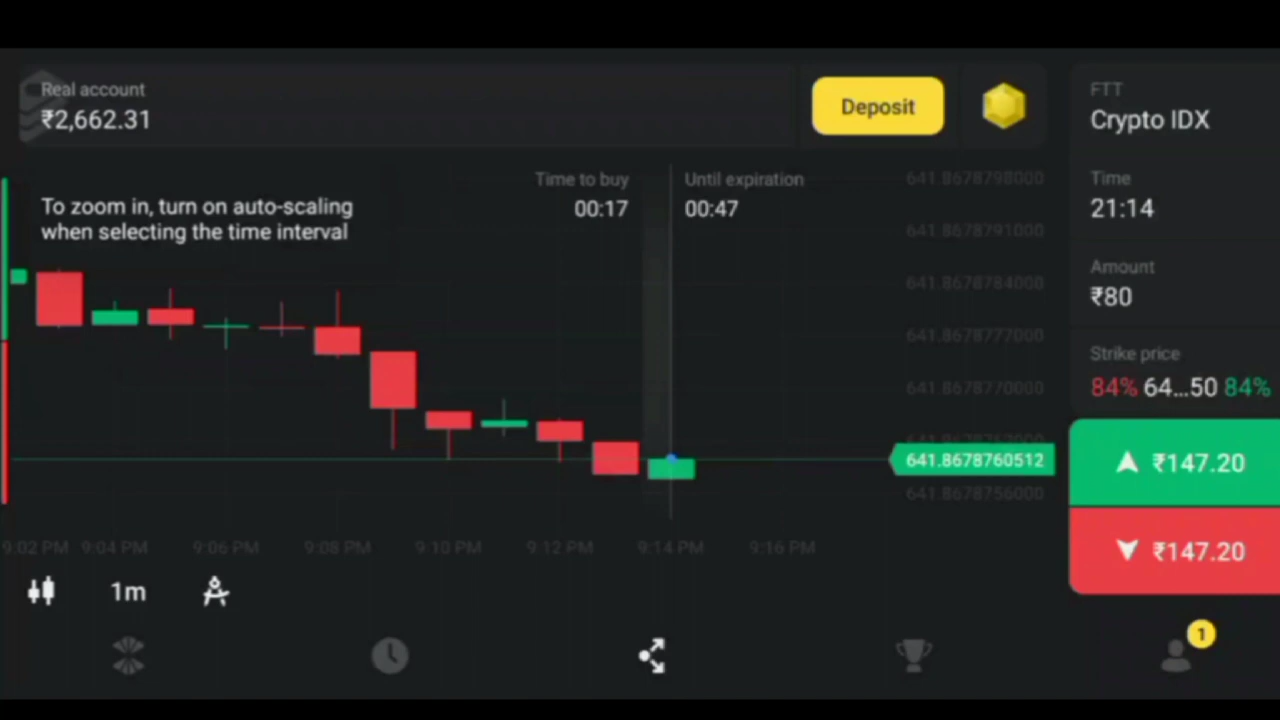 Real account
₹2,662.31
Deposit
FTT
Crypto IDX
Time to buy
00:17
Until expiration
00:47
To zoom in, turn on auto-scaling
when selecting the time interval
Time
21:14
Amount
₹80
Strike price
84% 64...50 84%
₹147.20
₹147.20
641.8678798000
641.8678791000
641.8678784000
641.8678777000
641.8678770000
641.8678760512
641.8678756000
9:02 PM 9:04 PM 9:06 PM 9:08 PM 9:10 PM 9:12 PM 9:14 PM 9:16 PM
1m
1